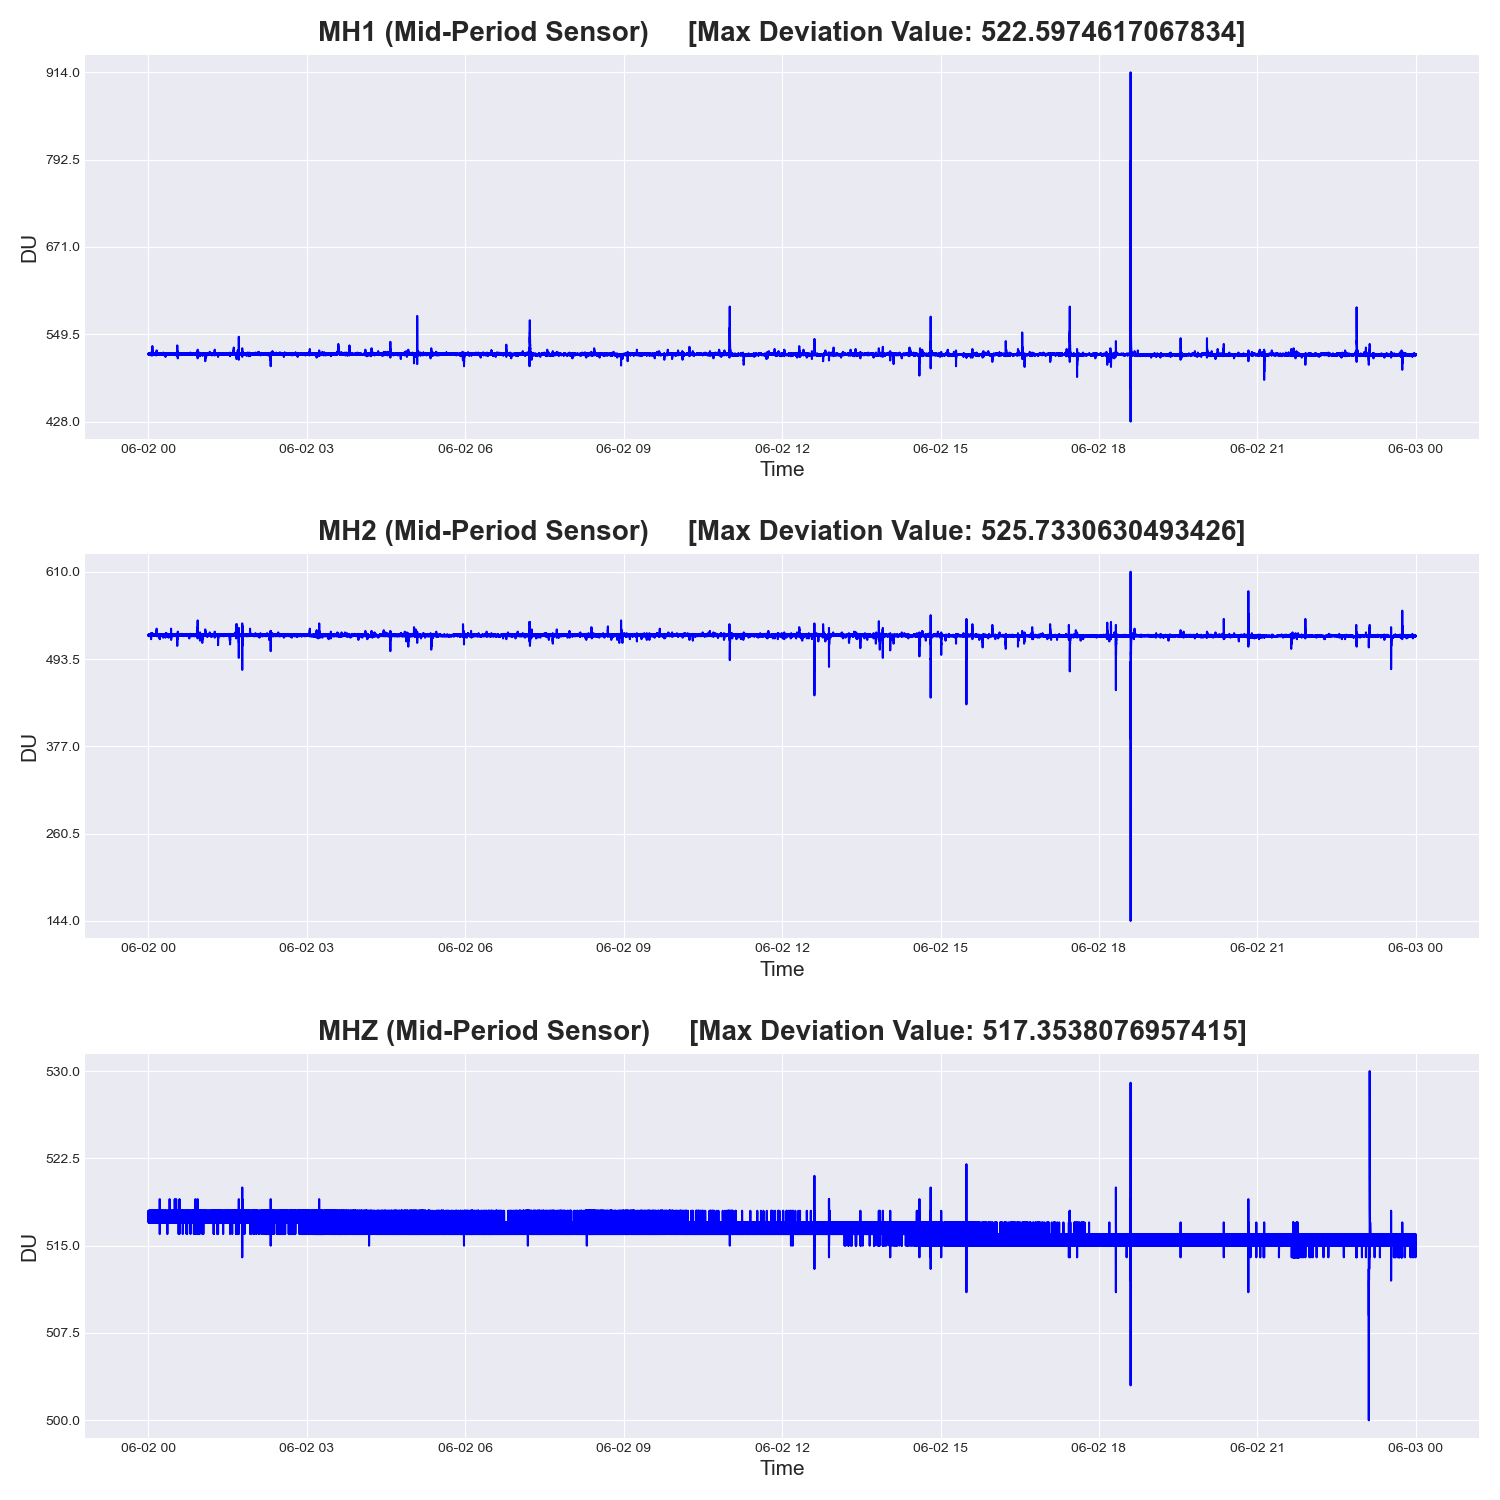 MH1 (Mid-Period Sensor) [Max Deviation Value: 522.5974617067834]
914.0
792.5
671.0
549.5
428.0
DU
06-02 00 06-02 03 06-02 06 06-02 09 06-02 12 06-02 15 06-02 18 06-02 21 06-03 00
Time
MH2 (Mid-Period Sensor) [Max Deviation Value: 525.7330630493426]
610.0
493.5
377.0
260.5
144.0
DU
06-02 00 06-02 03 06-02 06 06-02 09 06-02 12 06-02 15 06-02 18 06-02 21 06-03 00
Time
MHZ (Mid-Period Sensor) [Max Deviation Value: 517.3538076957415]
530.0
522.5
515.0
507.5
500.0
DU
06-02 00 06-02 03 06-02 06 06-02 09 06-02 12 06-02 15 06-02 18 06-02 21 06-03 00
Time